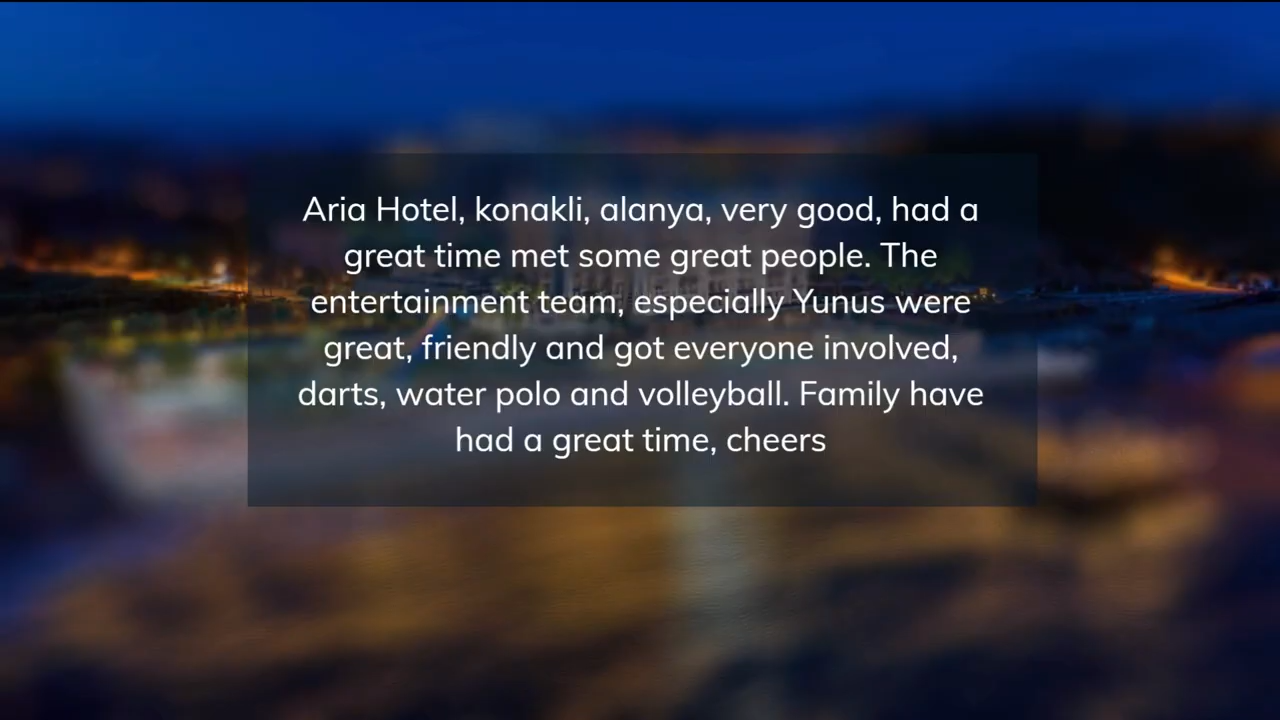 Aria Hotel, konakli, alanya, very good, had a
great time met some great people. The
entertainment team, especially Yunus were
great, friendly and got everyone involved,
darts, water polo and volleyball. Family have
had a great time, cheers